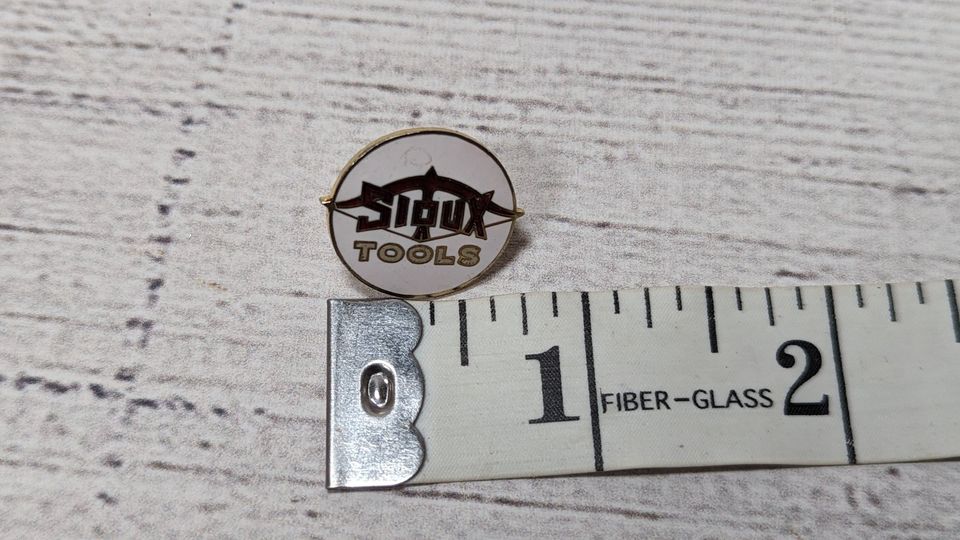 SIOUX
TOOLS
1 FIBER-GLASS 2